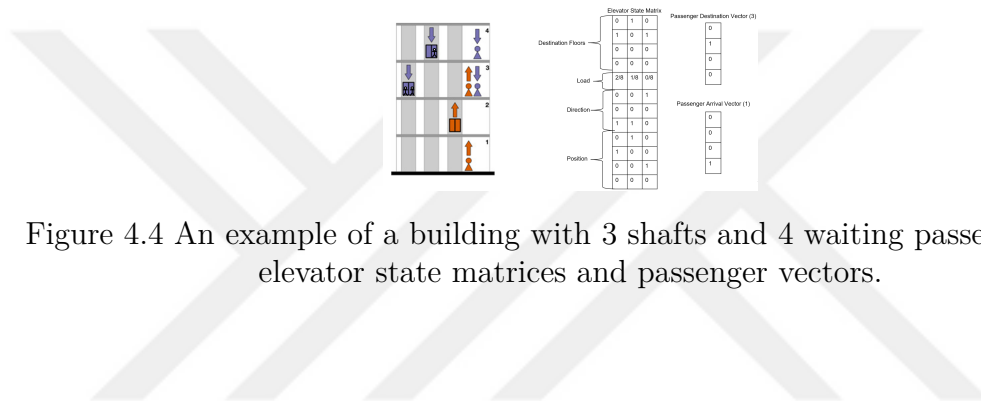 Elevator State Matrix
Passenger Destination Vector (3)
Passenger Arrival Vector (1)
4
3
2
1
Destination Floors
Load
Direction
Position
0 1 0
1 0 1
0 0 0
0 0 0
2/8 1/8 0/8
0 0 1
0 0 0
1 1 0
0 1 0
1 0 0
0 0 1
0 0 0
0
1
0
0
0
0
0
1
Figure 4.4 An example of a building with 3 shafts and 4 waiting passe
elevator state matrices and passenger vectors.